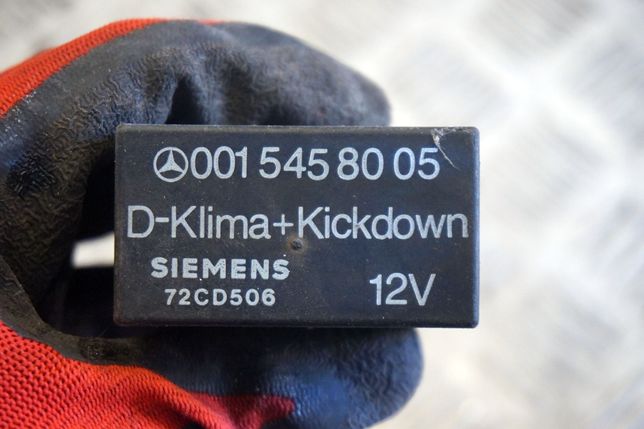 001 545 80 05
D-Klima+Kickdown
SIEMENS
72CD506 12V